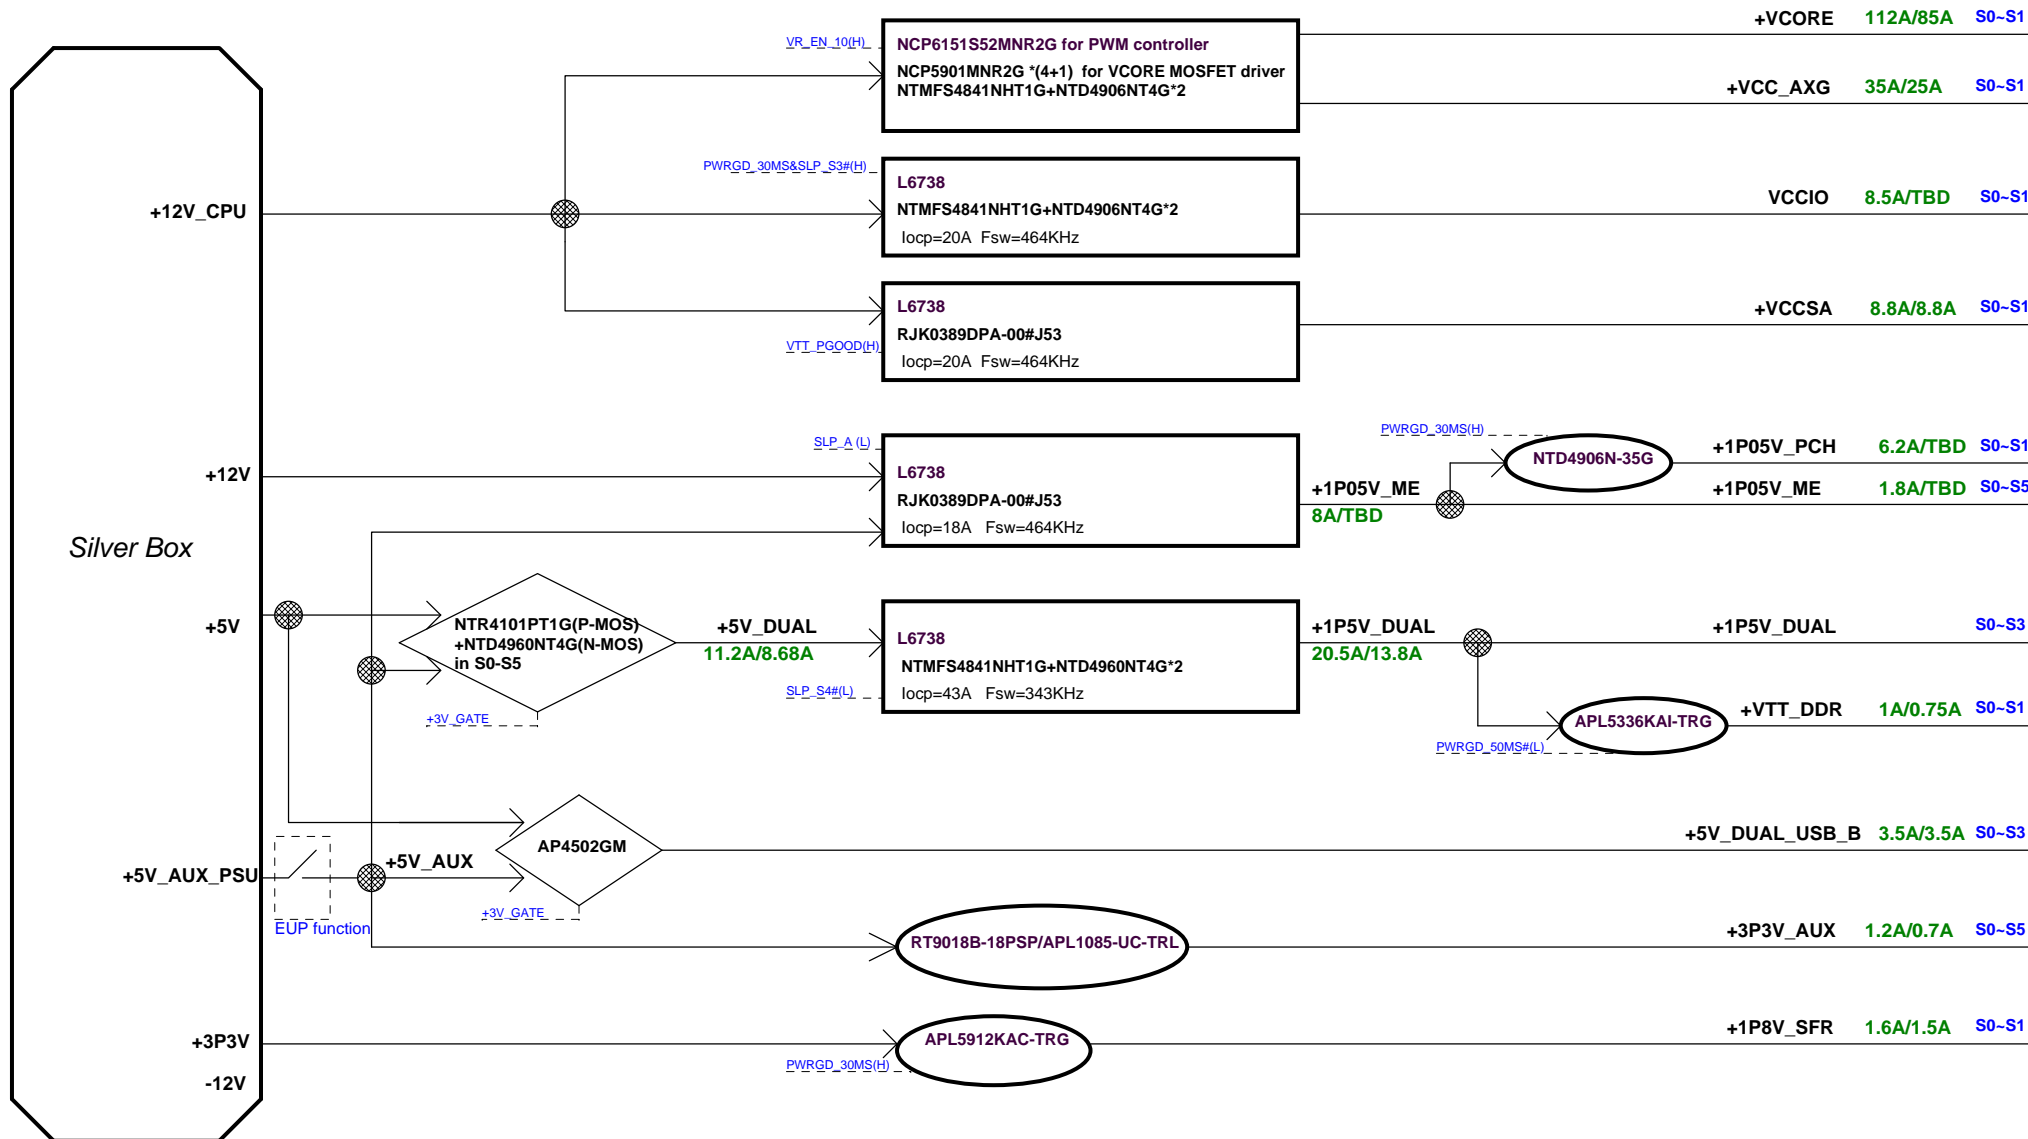 +VCORE 112A/85A S0~S1
VR_EN_10(H)
NCP6151S52MNR2G for PWM controller
NCP5901MNR2G *(4+1) for VCORE MOSFET driver
NTMFS4841NHT1G+NTD4906NT4G*2
+VCC_AXG 35A/25A S0~S1
PWRGD_30MS&SLP_S3#(H)
L6738
NTMFS4841NHT1G+NTD4906NT4G*2
Iocp=20A Fsw=464KHz
+12V_CPU
VCCIO 8.5A/TBD S0~S1
L6738
RJK0389DPA-00#J53
Iocp=20A Fsw=464KHz
VTT_PGOOD(H)
+VCCSA 8.8A/8.8A S0~S1
SLP_A (L)
+12V
L6738
RJK0389DPA-00#J53
Iocp=18A Fsw=464KHz
+1P05V_ME
8A/TBD
PWRGD_30MS(H)
NTD4906N-35G
+1P05V_PCH 6.2A/TBD S0~S1
+1P05V_ME 1.8A/TBD S0~S5
Silver Box
+5V
NTR4101PT1G(P-MOS)
+NTD4960NT4G(N-MOS)
in S0-S5
+3V_GATE
+5V_DUAL
11.2A/8.68A
L6738
NTMFS4841NHT1G+NTD4960NT4G*2
Iocp=43A Fsw=343KHz
SLP_S4#(L)
+1P5V_DUAL
20.5A/13.8A
+1P5V_DUAL S0~S3
APL5336KAI-TRG
PWRGD_50MS#(L)
+VTT_DDR 1A/0.75A S0~S1
AP4502GM
+5V_DUAL_USB_B 3.5A/3.5A S0~S3
+5V_AUX_PSU
+5V_AUX
EUP function
+3V_GATE
RT9018B-18PSP/APL1085-UC-TRL
+3P3V_AUX 1.2A/0.7A S0~S5
+3P3V
APL5912KAC-TRG
PWRGD_30MS(H)
+1P8V_SFR 1.6A/1.5A S0~S1
-12V